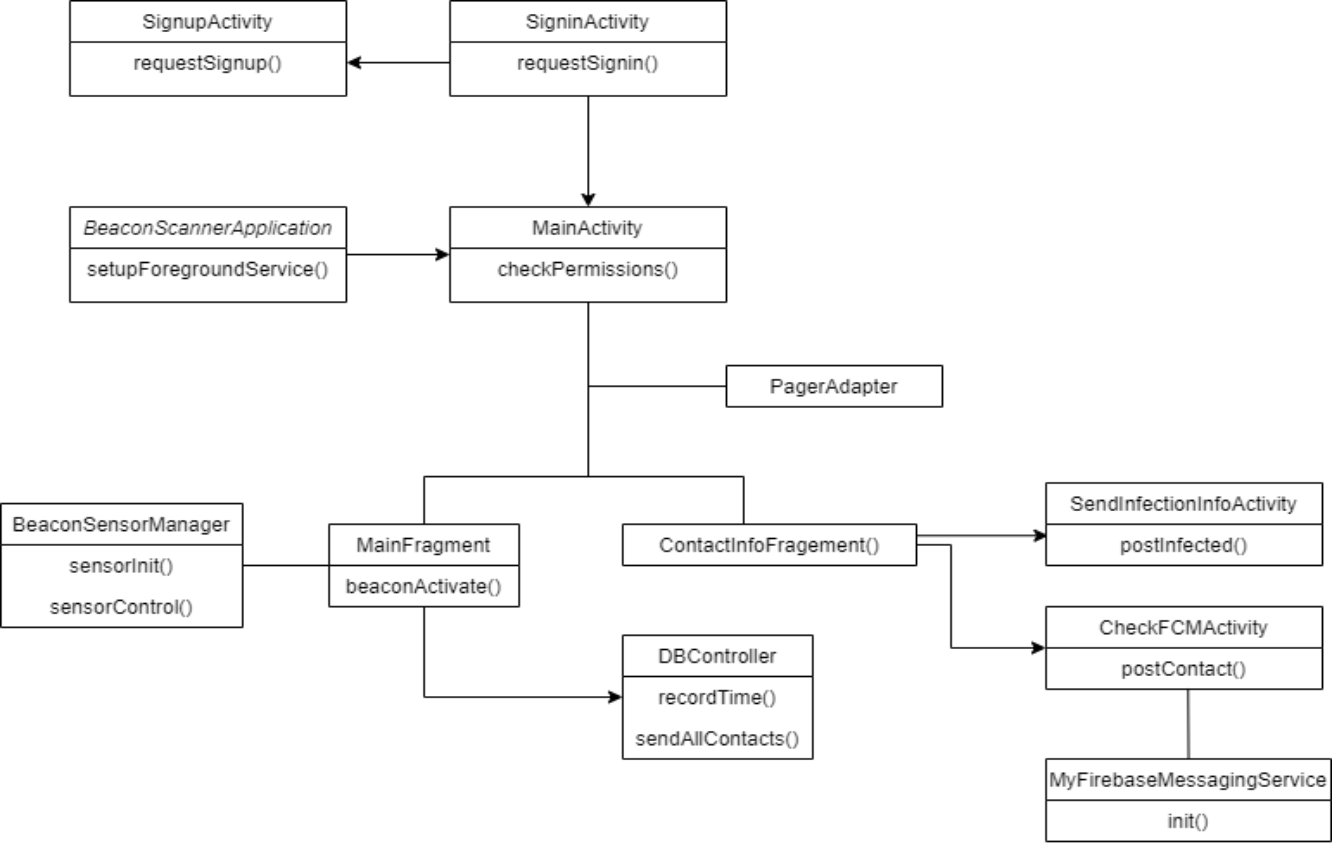 SignupActivity
requestSignup()
SigninActivity
requestSignin()
BeaconScannerApplication
setupForegroundService()
MainActivity
checkPermissions()
PagerAdapter
BeaconSensorManager
sensorInit()
sensorControl()
MainFragment
beaconActivate()
ContactInfoFragement()
SendInfectionInfoActivity
postInfected()
CheckFCMActivity
postContact()
DBController
recordTime()
sendAllContacts()
MyFirebaseMessagingService
init()